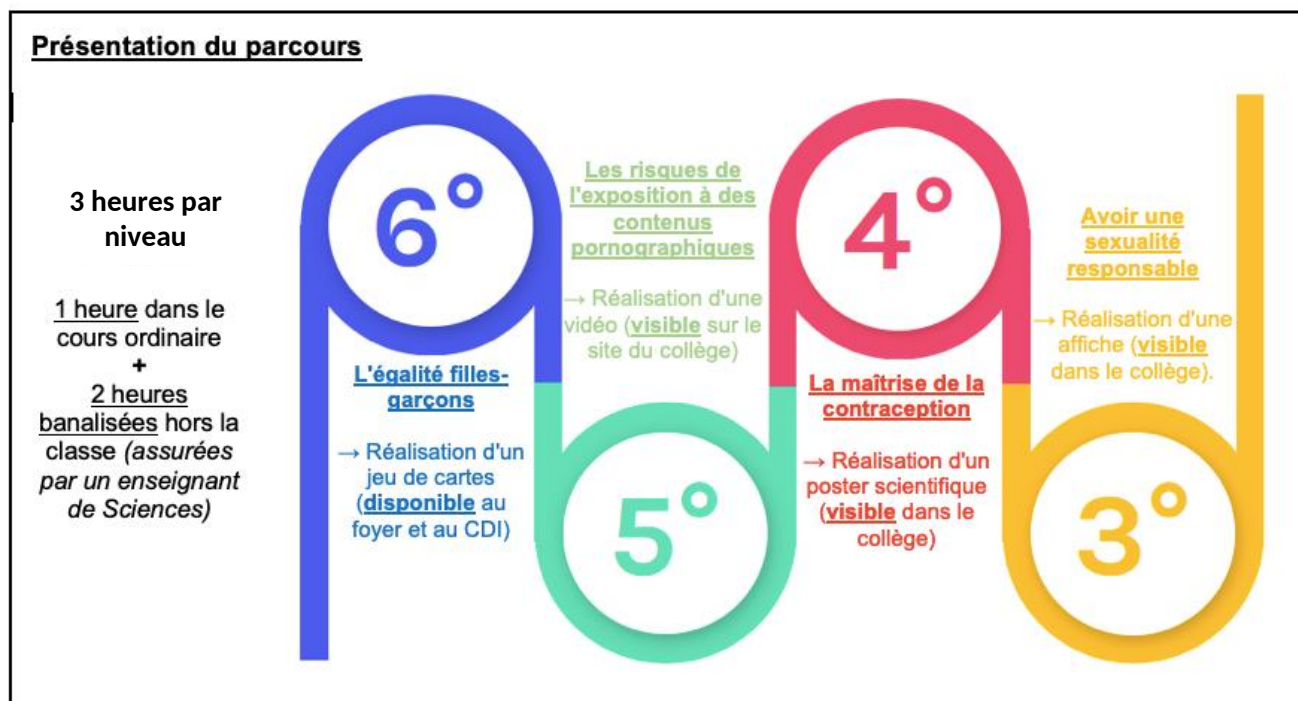 Présentation du parcours
3 heures par
niveau
1 heure dans le
cours ordinaire
+
2 heures
banalisées hors la
classe (assurées
par un enseignant
de Sciences)
6°
L'égalité filles-
garçons
→ Réalisation d'un
jeu de cartes
(disponible au
foyer et au CDI)
Les risques de
l'exposition à des
contenus
pornographiques
→ Réalisation d'une
vidéo (visible sur le
site du collège)
5°
4°
La maîtrise de la
contraception
→ Réalisation d'un
poster scientifique
(visible dans le
collège)
Avoir une
sexualité
responsable
→ Réalisation d'une
affiche (visible
dans le collège).
3°